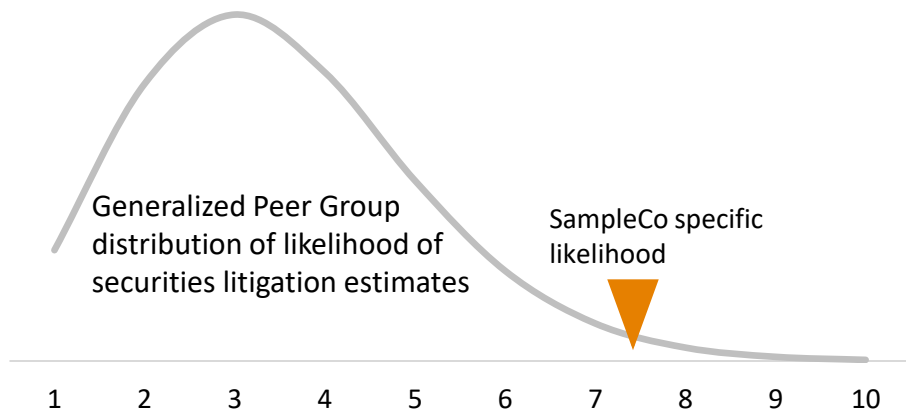 Generalized Peer Group
distribution of likelihood of
securities litigation estimates
SampleCo specific
likelihood
1 2 3 4 5 6 7 8 9 10